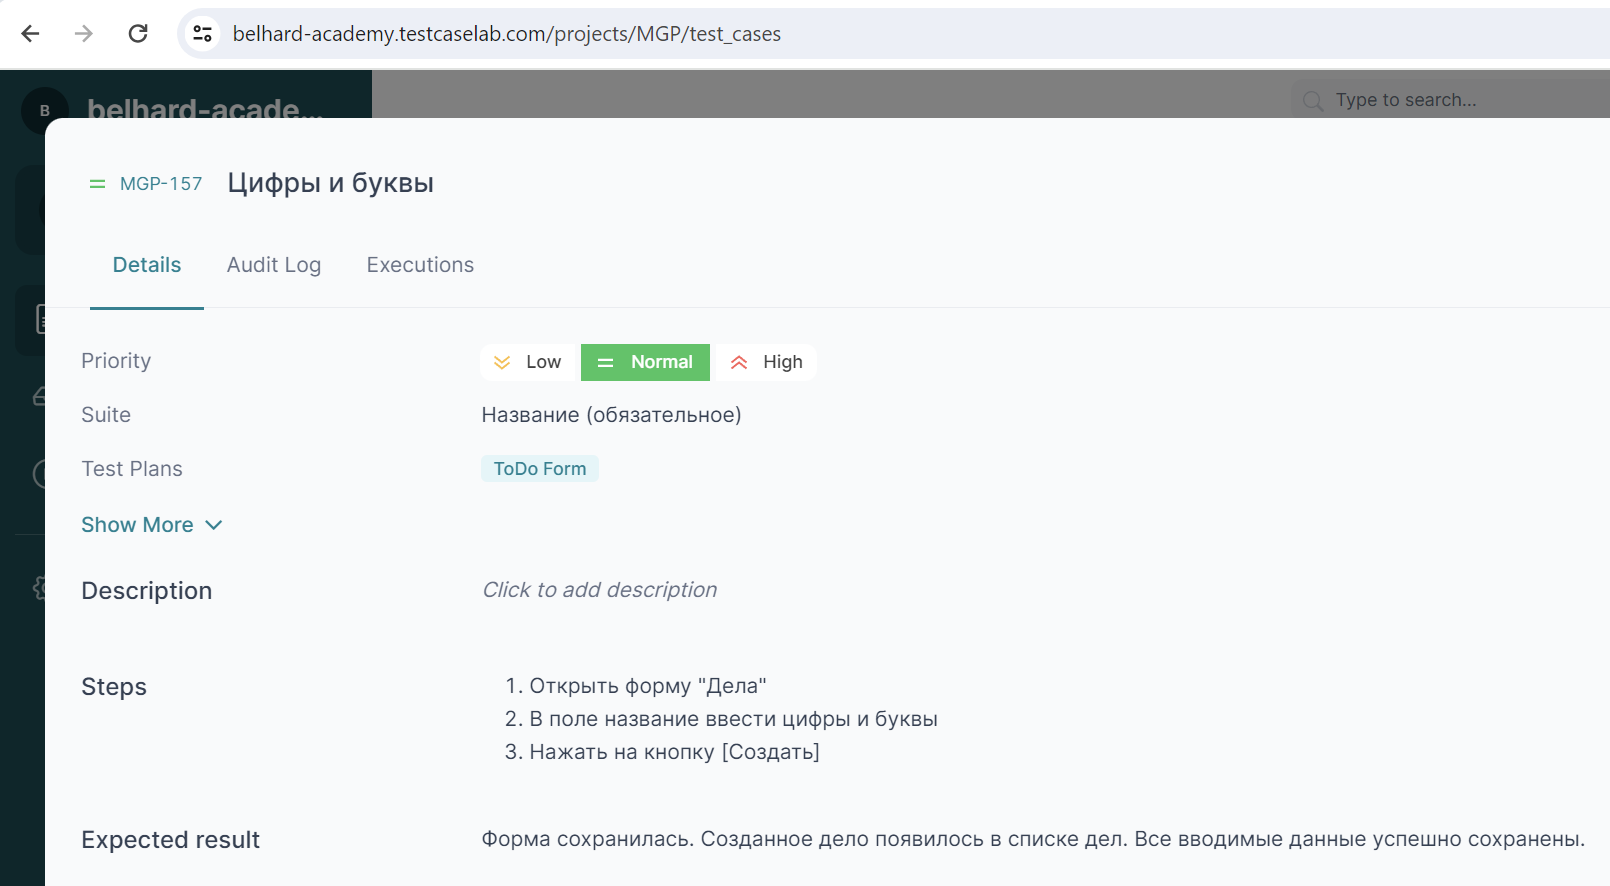 belhard-academy.testcaselab.com/projects/MGP/test_cases
B belhard-acade...
Type to search...
MGP-157 Цифры и буквы
Details Audit Log Executions
Priority Low Normal High
Suite Название (обязательное)
Test Plans ToDo Form
Show More
Description Click to add description
Steps 1. Открыть форму "Дела"
2. В поле название ввести цифры и буквы
3. Нажать на кнопку [Создать]
Expected result Форма сохранилась. Созданное дело появилось в списке дел. Все вводимые данные успешно сохранены.